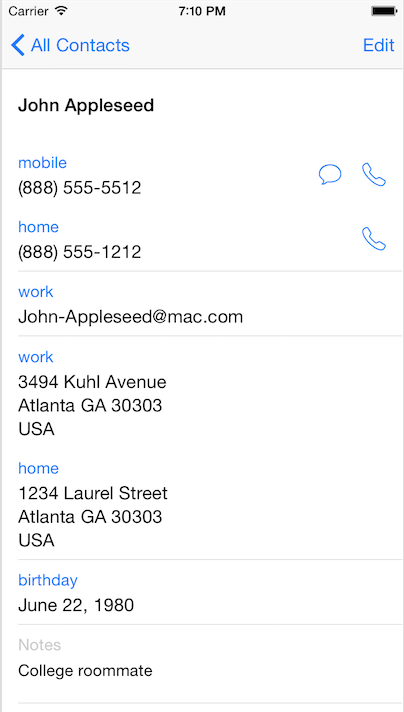 Carrier 7:10 PM
All Contacts Edit
John Appleseed
mobile
(888) 555-5512
home
(888) 555-1212
work
John-Appleseed@mac.com
work
3494 Kuhl Avenue
Atlanta GA 30303
USA
home
1234 Laurel Street
Atlanta GA 30303
USA
birthday
June 22, 1980
Notes
College roommate